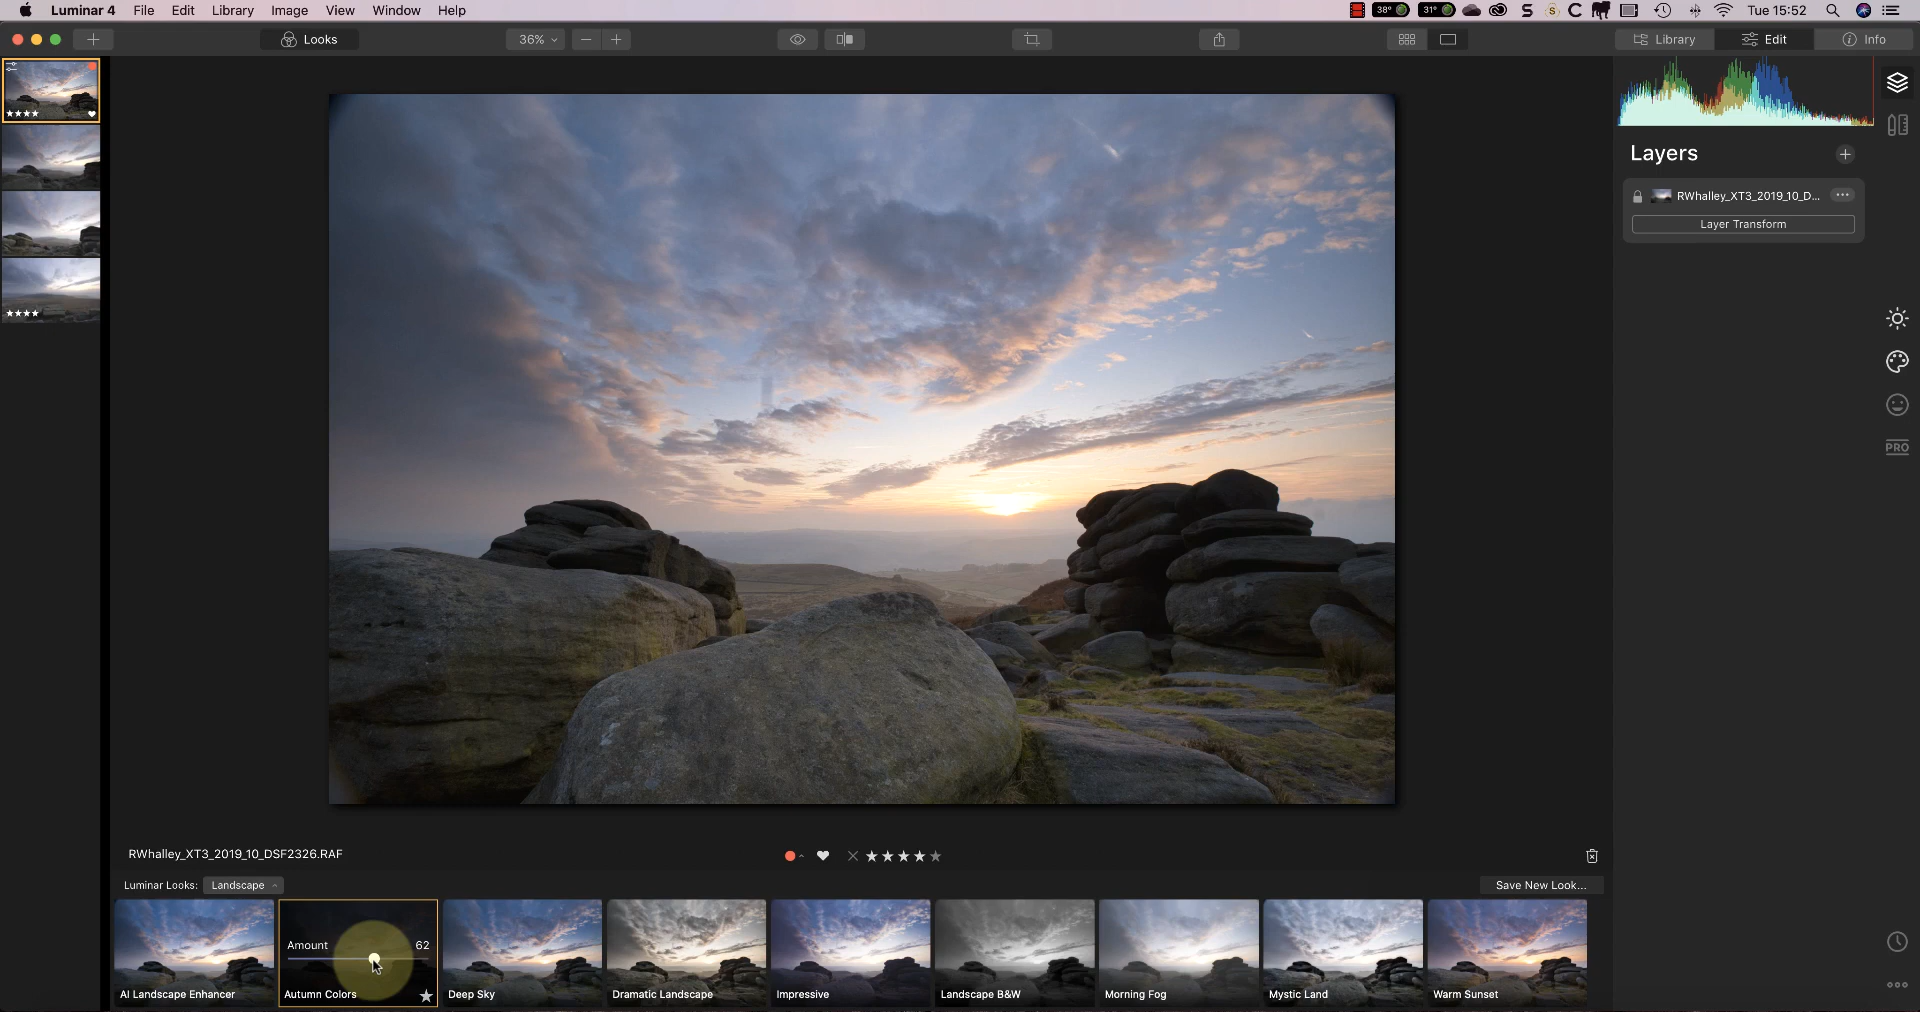 Luminar 4 File Edit Library Image View Window Help 38° 31° Tue 15:52
Looks 36% Library Edit Info
Layers
RWhalley_XT3_2019_10_D...
Layer Transform
PRO
RWhalley_XT3_2019_10_DSF2326.RAF
Luminar Looks: Landscape Save New Look...
Amount 62
AI Landscape Enhancer Autumn Colors Deep Sky Dramatic Landscape Impressive Landscape B&W Morning Fog Mystic Land Warm Sunset